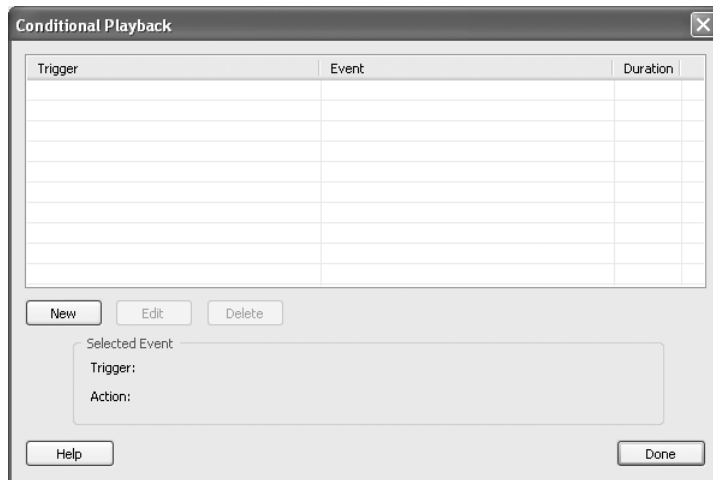 Conditional Playback
Trigger Event Duration
New Edit Delete
Selected Event
Trigger:
Action:
Help Done